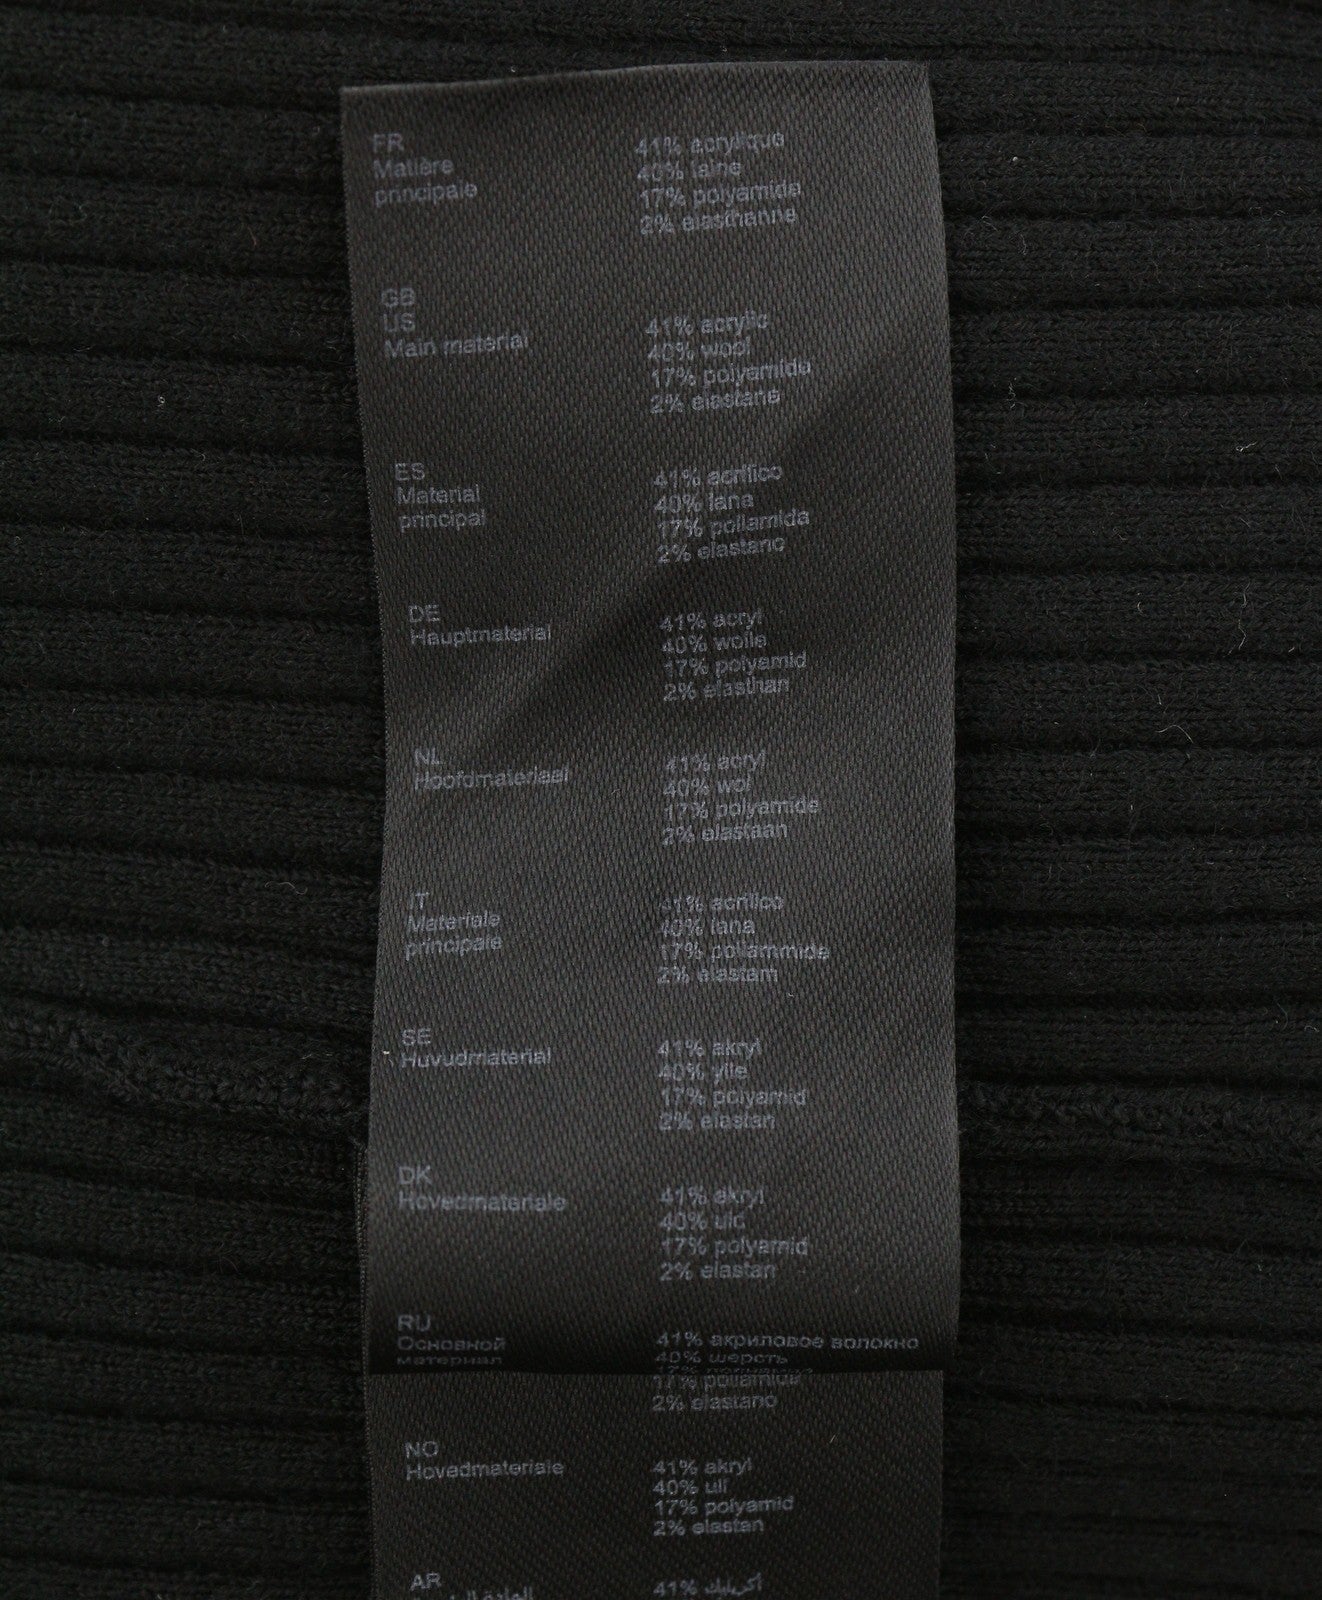 FR
Matière
principale
41% acrylique
40% laine
17% polyamide
2% elasthanne
GB
US
Main material
41% acrylic
40% wool
17% polyamide
2% elastane
ES
Material
principal
41% acrílico
40% lana
17% poliamida
2% elastano
DE
Hauptmaterial
41% acryl
40% wolle
17% polyamid
2% elasthan
NL
Hoofdmateriaal
41% acryl
40% wol
17% polyamide
2% elastaan
IT
Materiale
principale
41% acrilico
40% lana
17% poliammide
2% elastam
SE
Huvudmaterial
41% akryl
40% ylle
17% polyamid
2% elastan
DK
Hovedmateriale
41% akryl
40% uld
17% polyamid
2% elastan
RU
Основной
материал
41% акриловое волокно
40% шерсть
17% poliamida
2% elastano
NO
Hovedmateriale
41% akryl
40% ull
17% polyamid
2% elastan
AR
41% أكريليك